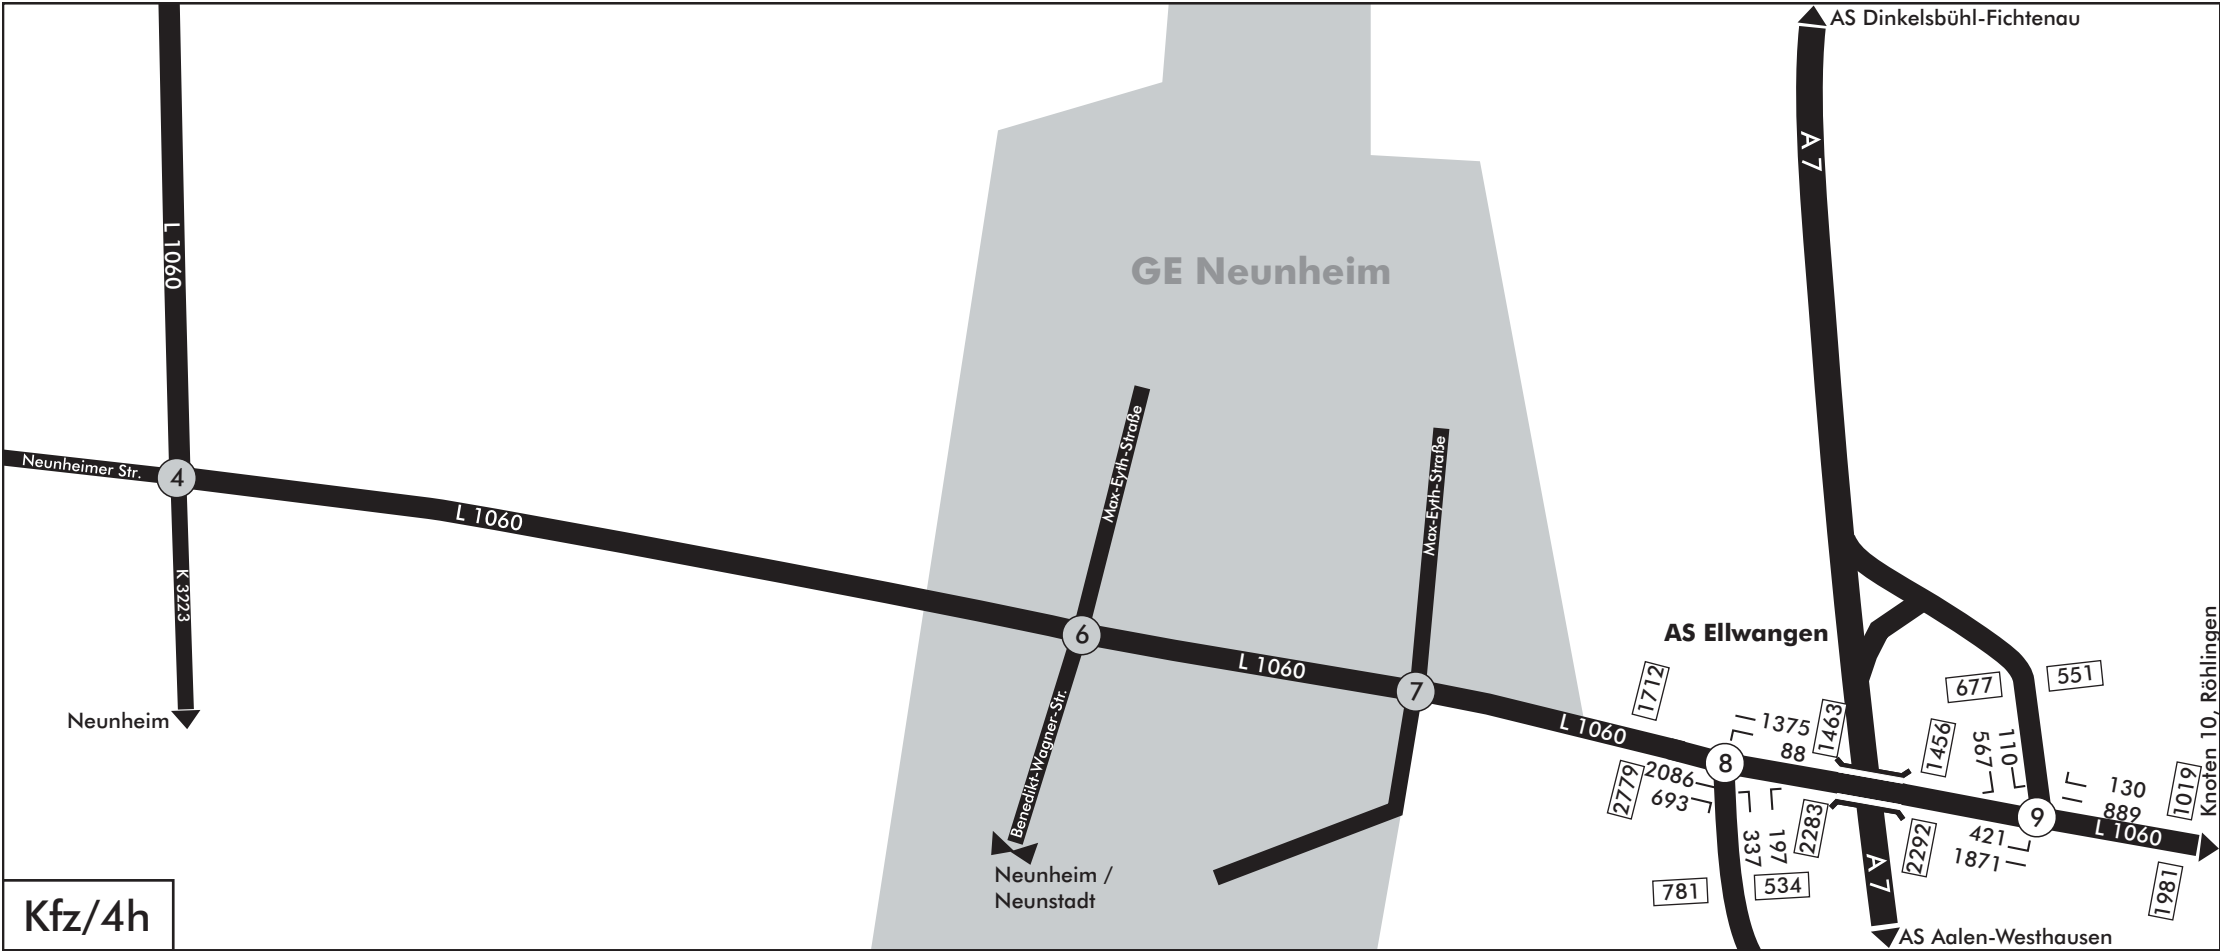 AS Dinkelsbühl-Fichtenau
A 7
L 1060
GE Neunheim
Max-Eyth-Straße
Max-Eyth-Straße
Neunheimer Str.
4
L 1060
K 3223
Neunheim
6
L 1060
7
Benedikt-Wagner-Str.
Neunheim /
Neunstadt
L 1060
AS Ellwangen
1712
2779
1375
88
2086
693
8
337
197
781
534
1463
1456
2283
2292
677
551
567
110
421
1871
9
130
889
L 1060
1019
1981
Knoten 10, Röhlingen
A 7
AS Aalen-Westhausen
Kfz/4h